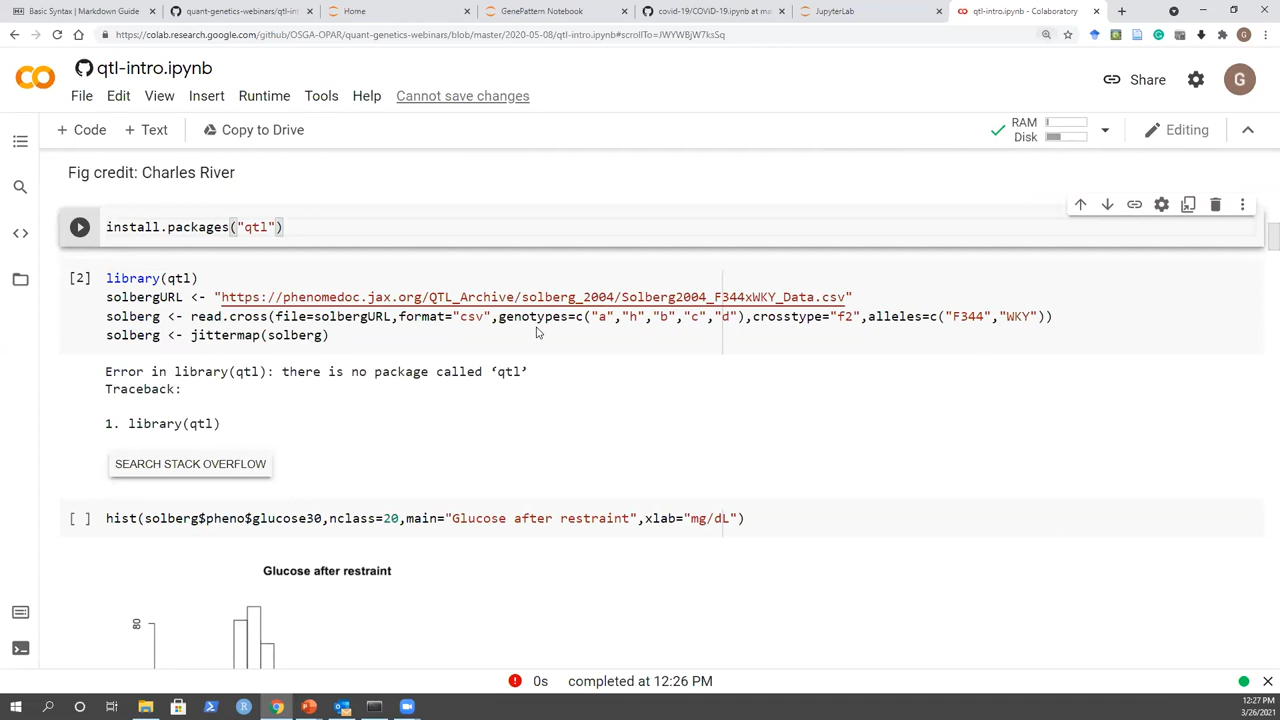 Basic Syntax | Markdown Guide
quant-genetics-webinars/qtl-in
Home
GenePattern Notebook
covid-19/COVID-19.ipynb at ma
JupyterLab
qtl-intro.ipynb - Colaboratory
https://colab.research.google.com/github/OSGA-OPAR/quant-genetics-webinars/blob/master/2020-05-08/qtl-intro.ipynb#scrollTo=JWYWBjW7ksSq
G
CO
qtl-intro.ipynb
Share
G
File Edit View Insert Runtime Tools Help Cannot save changes
+ Code + Text Copy to Drive
RAM
Disk
Editing
Fig credit: Charles River
install.packages("qtl")
[2] library(qtl)
solbergURL <- "https://phenomedoc.jax.org/QTL_Archive/solberg_2004/Solberg2004_F344xWKY_Data.csv"
solberg <- read.cross(file=solbergURL,format="csv",genotypes=c("a","h","b","c","d"),crosstype="f2",alleles=c("F344","WKY"))
solberg <- jittermap(solberg)
Error in library(qtl): there is no package called ‘qtl’
Traceback:
1. library(qtl)
SEARCH STACK OVERFLOW
[ ] hist(solberg$pheno$glucose30,nclass=20,main="Glucose after restraint",xlab="mg/dL")
Glucose after restraint
80
0s completed at 12:26 PM
12:27 PM
3/26/2021